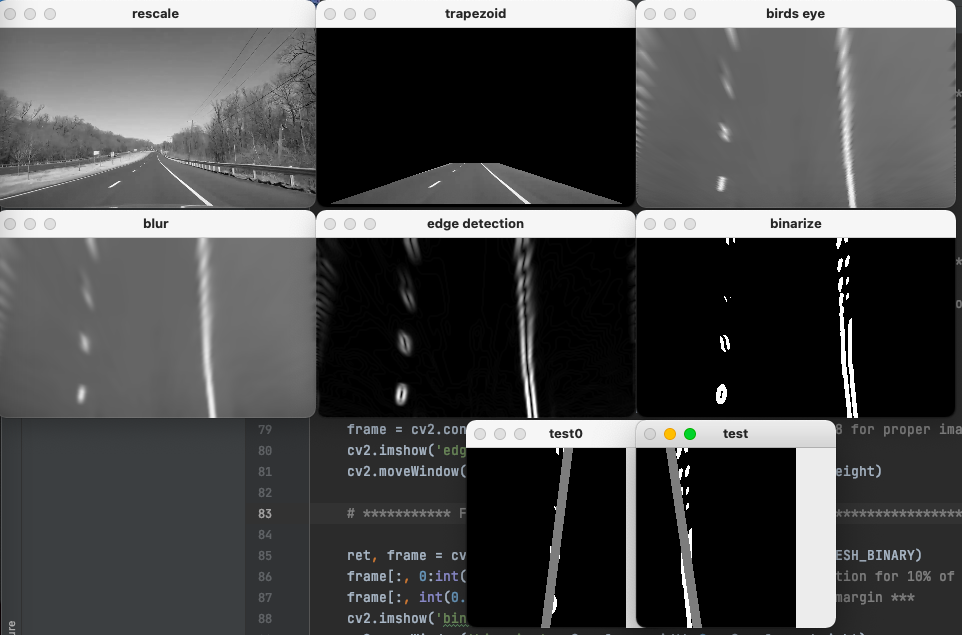 rescale
trapezoid
birds eye
blur
edge detection
binarize
test0
test
79 frame = cv2.con 8 for proper ima
80 cv2.imshow('edg
81 cv2.moveWindow( eight)
82
83 # *********** F *****************
84
85 ret, frame = cv ESH_BINARY)
86 frame[:, 0:int( tion for 10% of
87 frame[:, int(0. margin ***
88 cv2.imshow('bin
ure